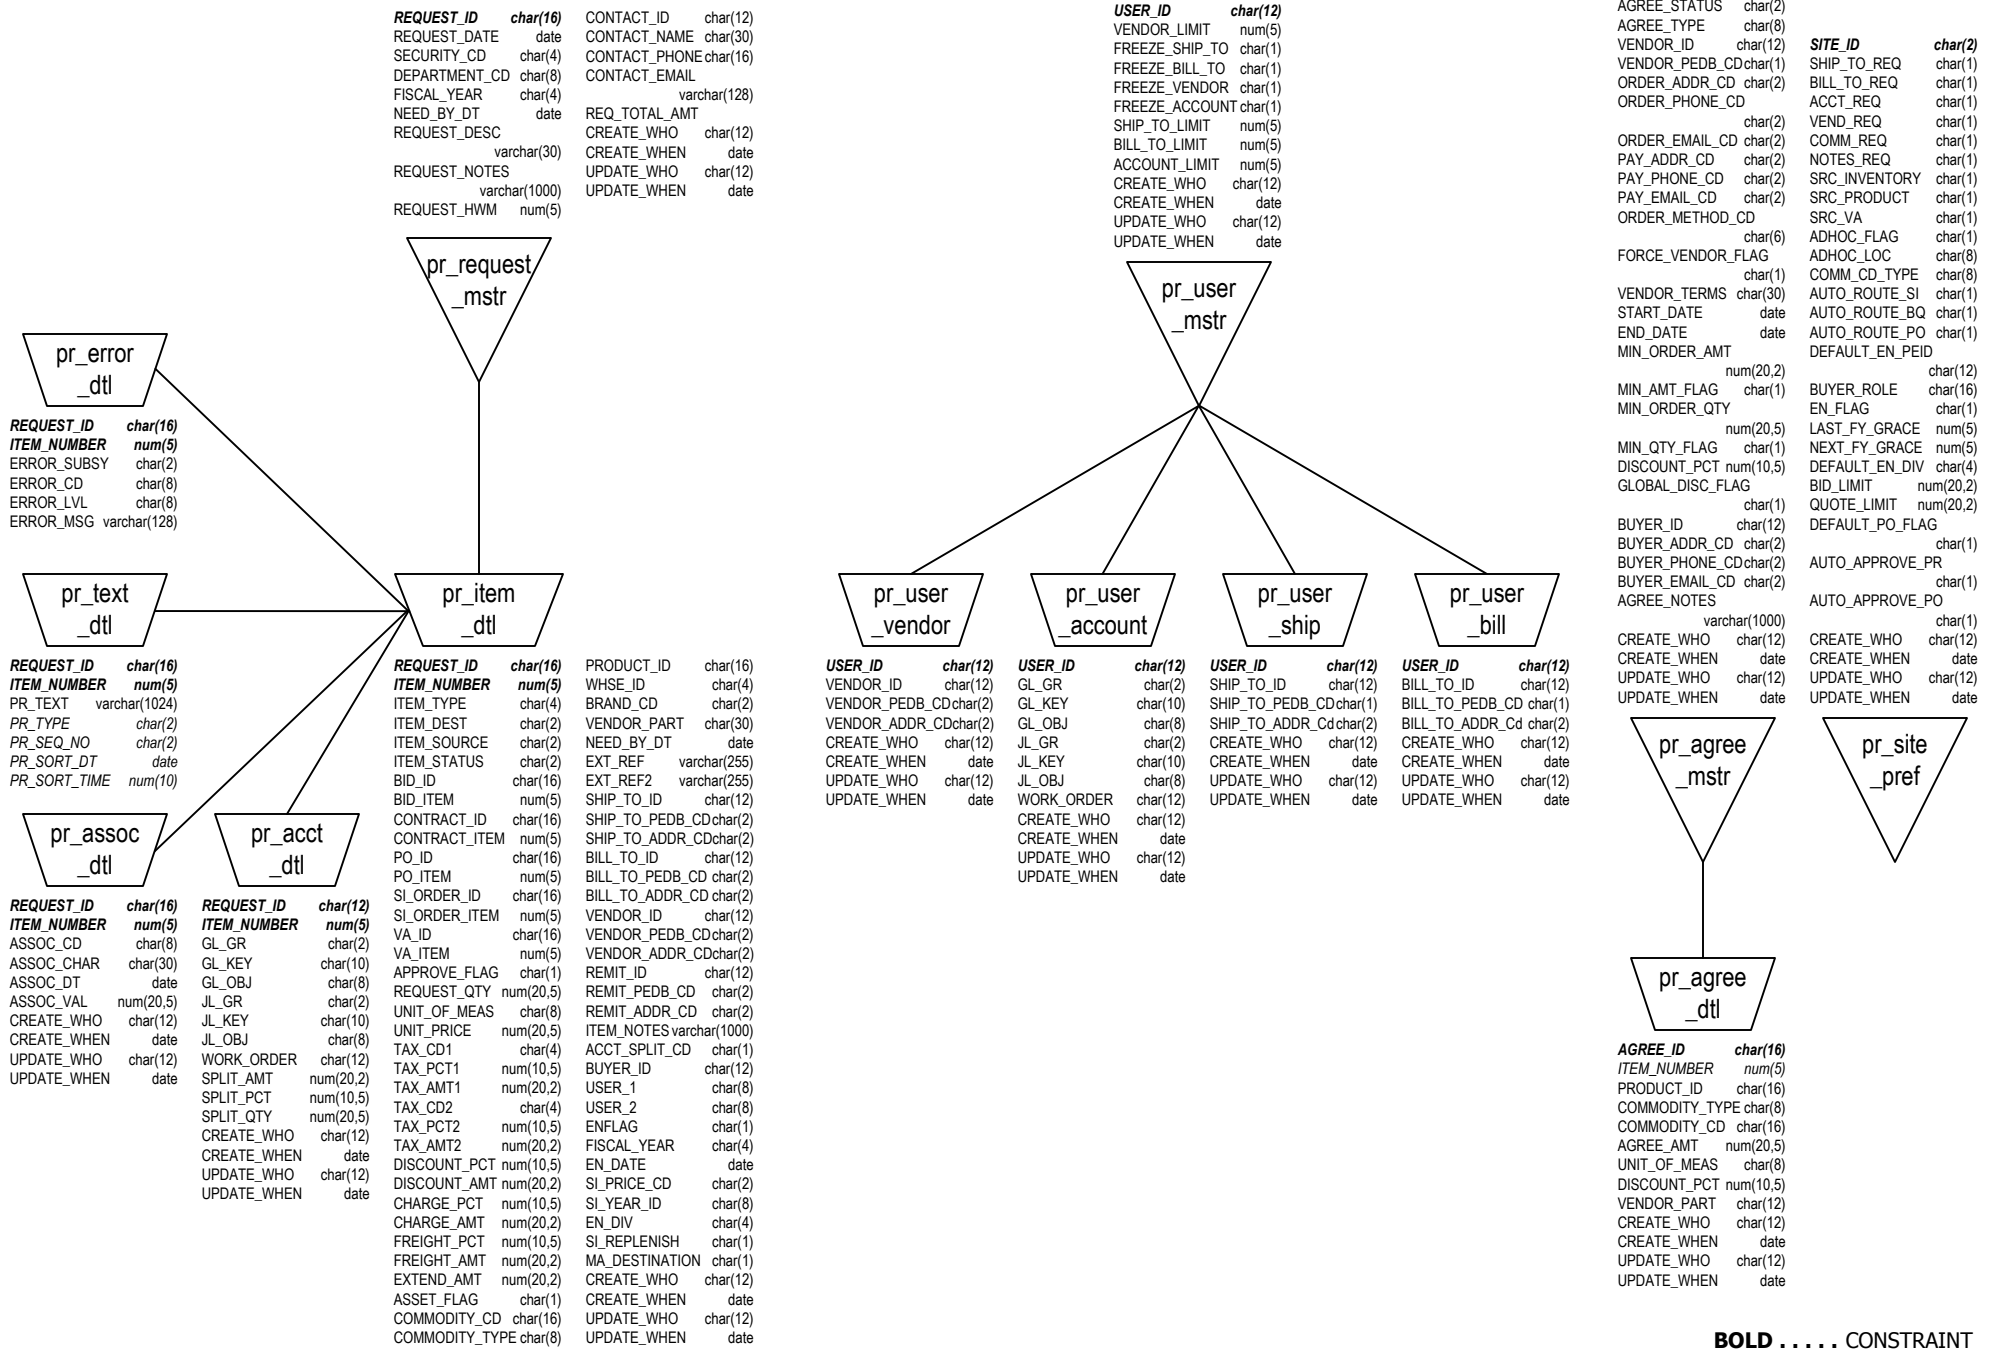 REQUEST_ID char(16)
REQUEST_DATE date
SECURITY_CD char(4)
DEPARTMENT_CD char(8)
FISCAL_YEAR char(4)
NEED_BY_DT date
REQUEST_DESC
varchar(30)
REQUEST_NOTES
varchar(1000)
REQUEST_HWM num(5)
CONTACT_ID char(12)
CONTACT_NAME char(30)
CONTACT_PHONE char(16)
CONTACT_EMAIL
varchar(128)
REQ_TOTAL_AMT
CREATE_WHO char(12)
CREATE_WHEN date
UPDATE_WHO char(12)
UPDATE_WHEN date
pr_request
_mstr
pr_error
_dtl
REQUEST_ID char(16)
ITEM_NUMBER num(5)
ERROR_SUBSY char(2)
ERROR_CD char(8)
ERROR_LVL char(8)
ERROR_MSG varchar(128)
pr_text
_dtl
REQUEST_ID char(16)
ITEM_NUMBER num(5)
PR_TEXT varchar(1024)
PR_TYPE char(2)
PR_SEQ_NO char(2)
PR_SORT_DT date
PR_SORT_TIME num(10)
pr_assoc
_dtl
REQUEST_ID char(16)
ITEM_NUMBER num(5)
ASSOC_CD char(8)
ASSOC_CHAR char(30)
ASSOC_DT date
ASSOC_VAL num(20,5)
CREATE_WHO char(12)
CREATE_WHEN date
UPDATE_WHO char(12)
UPDATE_WHEN date
pr_acct
_dtl
REQUEST_ID char(12)
ITEM_NUMBER num(5)
GL_GR char(2)
GL_KEY char(10)
GL_OBJ char(8)
JL_GR char(2)
JL_KEY char(10)
JL_OBJ char(8)
WORK_ORDER char(12)
SPLIT_AMT num(20,2)
SPLIT_PCT num(10,5)
SPLIT_QTY num(20,5)
CREATE_WHO char(12)
CREATE_WHEN date
UPDATE_WHO char(12)
UPDATE_WHEN date
pr_item
_dtl
REQUEST_ID char(16)
ITEM_NUMBER num(5)
ITEM_TYPE char(4)
ITEM_DEST char(2)
ITEM_SOURCE char(2)
ITEM_STATUS char(2)
BID_ID char(16)
BID_ITEM num(5)
CONTRACT_ID char(16)
CONTRACT_ITEM num(5)
PO_ID char(16)
PO_ITEM num(5)
SI_ORDER_ID char(16)
SI_ORDER_ITEM num(5)
VA_ID char(16)
VA_ITEM num(5)
APPROVE_FLAG char(1)
REQUEST_QTY num(20,5)
UNIT_OF_MEAS char(8)
UNIT_PRICE num(20,5)
TAX_CD1 char(4)
TAX_PCT1 num(10,5)
TAX_AMT1 num(20,2)
TAX_CD2 char(4)
TAX_PCT2 num(10,5)
TAX_AMT2 num(20,2)
DISCOUNT_PCT num(10,5)
DISCOUNT_AMT num(20,2)
CHARGE_PCT num(10,5)
CHARGE_AMT num(20,2)
FREIGHT_PCT num(10,5)
FREIGHT_AMT num(20,2)
EXTEND_AMT num(20,2)
ASSET_FLAG char(1)
COMMODITY_CD char(16)
COMMODITY_TYPE char(8)
PRODUCT_ID char(16)
WHSE_ID char(4)
BRAND_CD char(2)
VENDOR_PART char(30)
NEED_BY_DT date
EXT_REF varchar(255)
EXT_REF2 varchar(255)
SHIP_TO_ID char(12)
SHIP_TO_PEDB_CD char(2)
SHIP_TO_ADDR_CD char(2)
BILL_TO_ID char(12)
BILL_TO_PEDB_CD char(2)
BILL_TO_ADDR_CD char(2)
VENDOR_ID char(12)
VENDOR_PEDB_CD char(2)
VENDOR_ADDR_CD char(2)
REMIT_ID char(12)
REMIT_PEDB_CD char(2)
REMIT_ADDR_CD char(2)
ITEM_NOTES varchar(1000)
ACCT_SPLIT_CD char(1)
BUYER_ID char(12)
USER_1 char(8)
USER_2 char(8)
ENFLAG char(1)
FISCAL_YEAR char(4)
EN_DATE date
SI_PRICE_CD char(2)
SI_YEAR_ID char(8)
EN_DIV char(4)
SI_REPLENISH char(1)
MA_DESTINATION char(1)
CREATE_WHO char(12)
CREATE_WHEN date
UPDATE_WHO char(12)
UPDATE_WHEN date
USER_ID char(12)
VENDOR_LIMIT num(5)
FREEZE_SHIP_TO char(1)
FREEZE_BILL_TO char(1)
FREEZE_VENDOR char(1)
FREEZE_ACCOUNT char(1)
SHIP_TO_LIMIT num(5)
BILL_TO_LIMIT num(5)
ACCOUNT_LIMIT num(5)
CREATE_WHO char(12)
CREATE_WHEN date
UPDATE_WHO char(12)
UPDATE_WHEN date
pr_user
_mstr
pr_user
_vendor
USER_ID char(12)
VENDOR_ID char(12)
VENDOR_PEDB_CD char(2)
VENDOR_ADDR_CD char(2)
CREATE_WHO char(12)
CREATE_WHEN date
UPDATE_WHO char(12)
UPDATE_WHEN date
pr_user
_account
USER_ID char(12)
GL_GR char(2)
GL_KEY char(10)
GL_OBJ char(8)
JL_GR char(2)
JL_KEY char(10)
JL_OBJ char(8)
WORK_ORDER char(12)
CREATE_WHO char(12)
CREATE_WHEN date
UPDATE_WHO char(12)
UPDATE_WHEN date
pr_user
_ship
USER_ID char(12)
SHIP_TO_ID char(12)
SHIP_TO_PEDB_CD char(1)
SHIP_TO_ADDR_Cd char(2)
CREATE_WHO char(12)
CREATE_WHEN date
UPDATE_WHO char(12)
UPDATE_WHEN date
pr_user
_bill
USER_ID char(12)
BILL_TO_ID char(12)
BILL_TO_PEDB_CD char(1)
BILL_TO_ADDR_Cd char(2)
CREATE_WHO char(12)
CREATE_WHEN date
UPDATE_WHO char(12)
UPDATE_WHEN date
AGREE_STATUS char(2)
AGREE_TYPE char(8)
VENDOR_ID char(12)
VENDOR_PEDB_CD char(1)
ORDER_ADDR_CD char(2)
ORDER_PHONE_CD
char(2)
ORDER_EMAIL_CD char(2)
PAY_ADDR_CD char(2)
PAY_PHONE_CD char(2)
PAY_EMAIL_CD char(2)
ORDER_METHOD_CD
char(6)
FORCE_VENDOR_FLAG
char(1)
VENDOR_TERMS char(30)
START_DATE date
END_DATE date
MIN_ORDER_AMT
num(20,2)
MIN_AMT_FLAG char(1)
MIN_ORDER_QTY
num(20,5)
MIN_QTY_FLAG char(1)
DISCOUNT_PCT num(10,5)
GLOBAL_DISC_FLAG
char(1)
BUYER_ID char(12)
BUYER_ADDR_CD char(2)
BUYER_PHONE_CD char(2)
BUYER_EMAIL_CD char(2)
AGREE_NOTES
varchar(1000)
CREATE_WHO char(12)
CREATE_WHEN date
UPDATE_WHO char(12)
UPDATE_WHEN date
pr_agree
_mstr
SITE_ID char(2)
SHIP_TO_REQ char(1)
BILL_TO_REQ char(1)
ACCT_REQ char(1)
VEND_REQ char(1)
COMM_REQ char(1)
NOTES_REQ char(1)
SRC_INVENTORY char(1)
SRC_PRODUCT char(1)
SRC_VA char(1)
ADHOC_FLAG char(1)
ADHOC_LOC char(8)
COMM_CD_TYPE char(8)
AUTO_ROUTE_SI char(1)
AUTO_ROUTE_BQ char(1)
AUTO_ROUTE_PO char(1)
DEFAULT_EN_PEID
char(12)
BUYER_ROLE char(16)
EN_FLAG char(1)
LAST_FY_GRACE num(5)
NEXT_FY_GRACE num(5)
DEFAULT_EN_DIV char(4)
BID_LIMIT num(20,2)
QUOTE_LIMIT num(20,2)
DEFAULT_PO_FLAG
char(1)
AUTO_APPROVE_PR
char(1)
AUTO_APPROVE_PO
char(1)
CREATE_WHO char(12)
CREATE_WHEN date
UPDATE_WHO char(12)
UPDATE_WHEN date
pr_site
_pref
pr_agree
_dtl
AGREE_ID char(16)
ITEM_NUMBER num(5)
PRODUCT_ID char(16)
COMMODITY_TYPE char(8)
COMMODITY_CD char(16)
AGREE_AMT num(20,5)
UNIT_OF_MEAS char(8)
DISCOUNT_PCT num(10,5)
VENDOR_PART char(12)
CREATE_WHO char(12)
CREATE_WHEN date
UPDATE_WHO char(12)
UPDATE_WHEN date
BOLD . . . . . CONSTRAINT